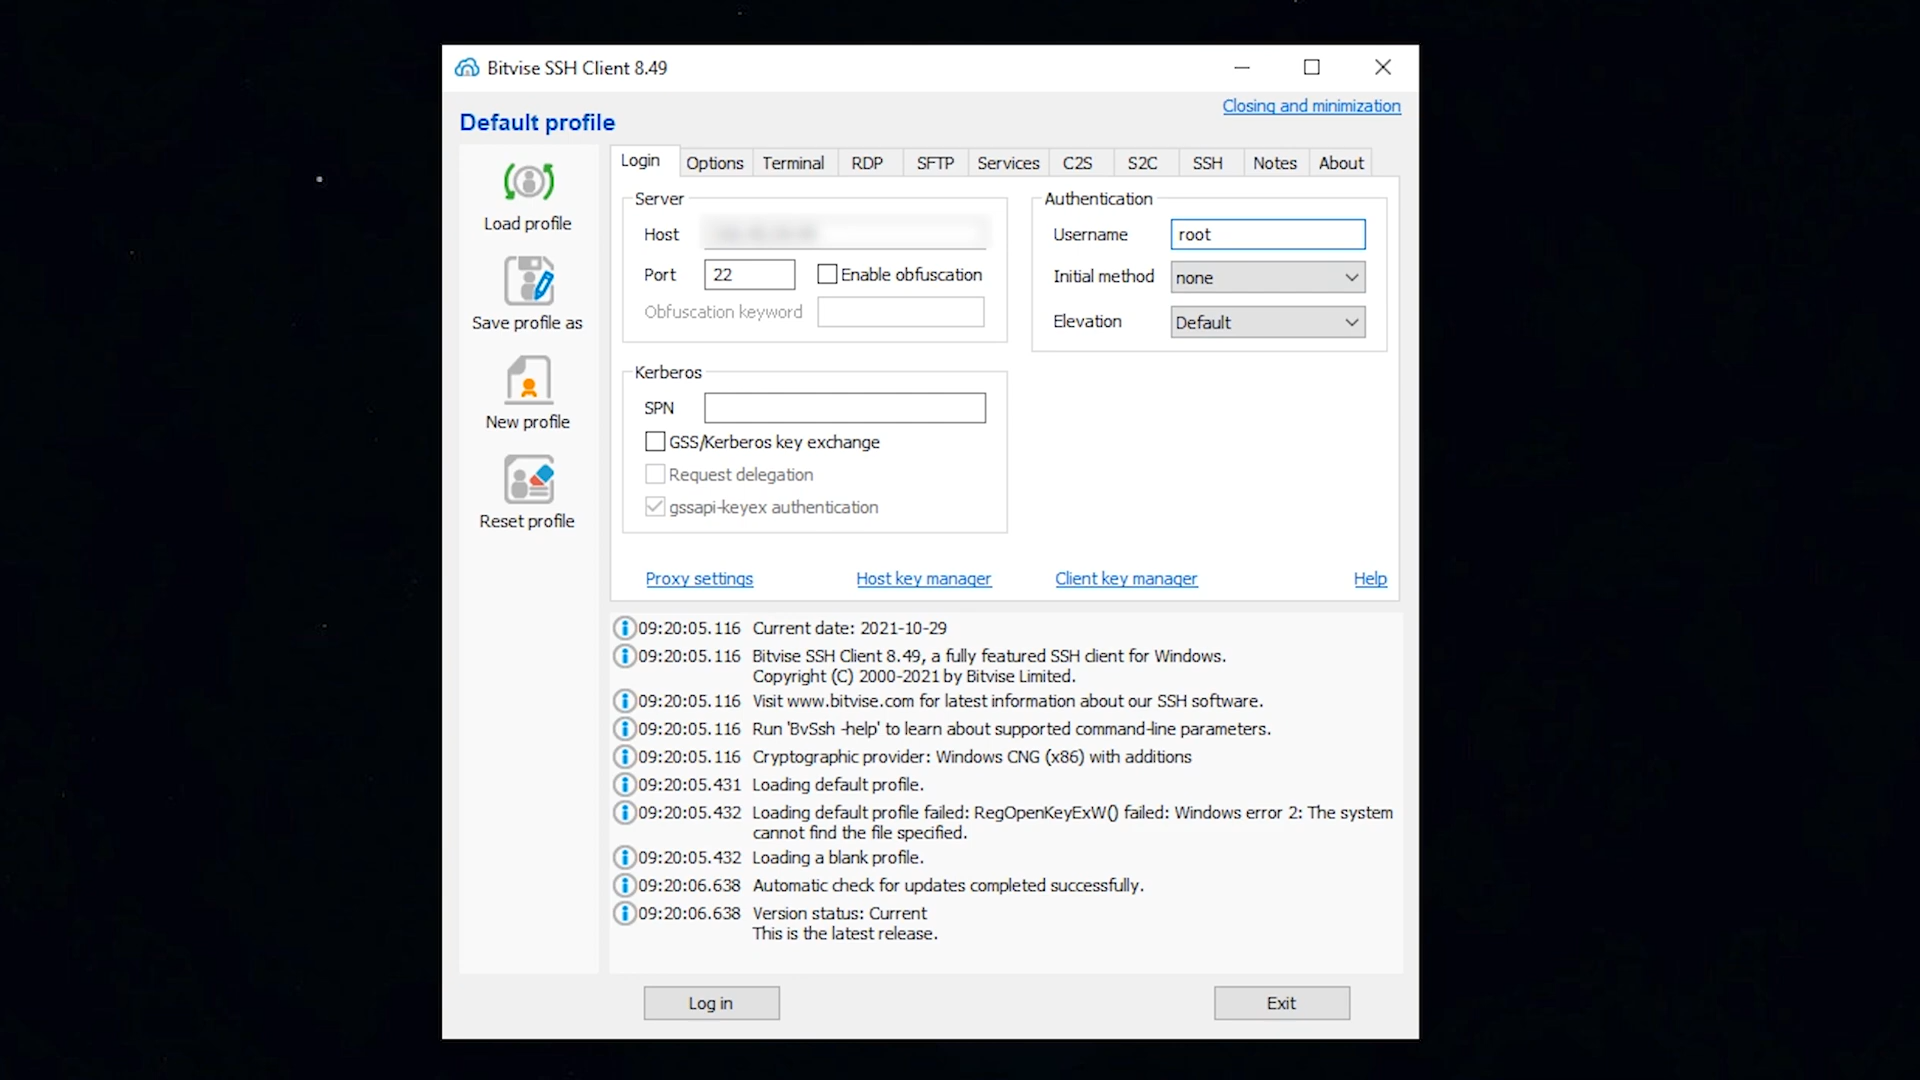 Bitvise SSH Client 8.49
Closing and minimization
Default profile
Load profile
Save profile as
New profile
Reset profile
Login Options Terminal RDP SFTP Services C2S S2C SSH Notes About
Server
Host
Port 22 Enable obfuscation
Obfuscation keyword
Authentication
Username root
Initial method none
Elevation Default
Kerberos
SPN
GSS/Kerberos key exchange
Request delegation
gssapi-keyex authentication
Proxy settings Host key manager Client key manager Help
09:20:05.116 Current date: 2021-10-29
09:20:05.116 Bitvise SSH Client 8.49, a fully featured SSH client for Windows.
Copyright (C) 2000-2021 by Bitvise Limited.
09:20:05.116 Visit www.bitvise.com for latest information about our SSH software.
09:20:05.116 Run 'BvSsh -help' to learn about supported command-line parameters.
09:20:05.116 Cryptographic provider: Windows CNG (x86) with additions
09:20:05.431 Loading default profile.
09:20:05.432 Loading default profile failed: RegOpenKeyExW() failed: Windows error 2: The system
cannot find the file specified.
09:20:05.432 Loading a blank profile.
09:20:06.638 Automatic check for updates completed successfully.
09:20:06.638 Version status: Current
This is the latest release.
Log in Exit